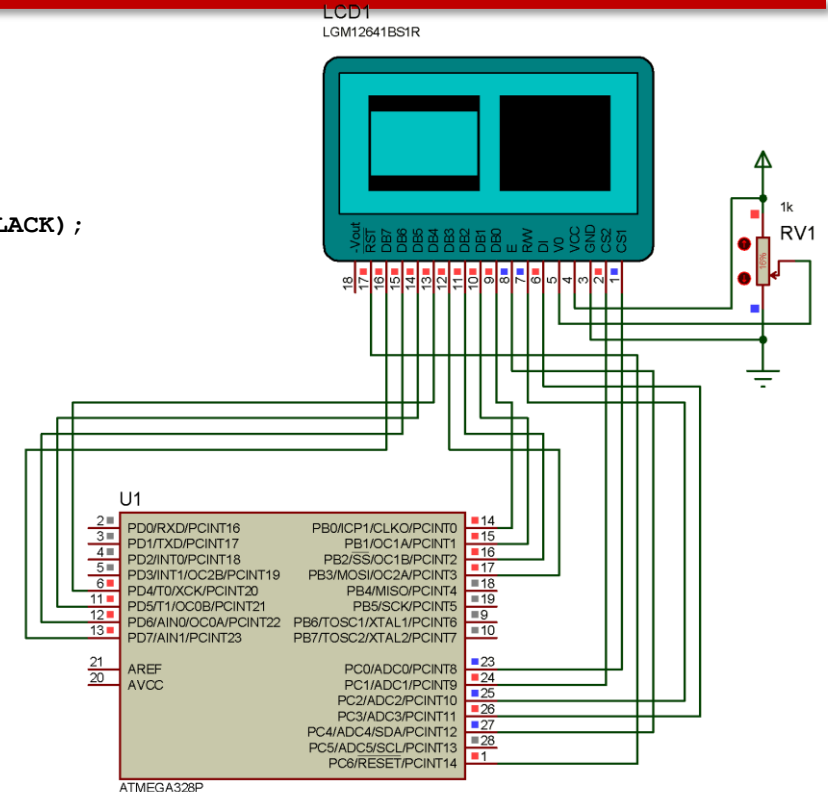 LCD1
LGM12641BS1R
LACK);
1k
RV1
16%
-Vout
RST
DB7
DB6
DB5
DB4
DB3
DB2
DB1
DB0
E
R/W
DI
V0
VCC
GND
CS2
CS1
18
17
16
15
14
13
12
11
10
9
8
7
6
5
4
3
2
1
U1
2 PD0/RXD/PCINT16 PB0/ICP1/CLKO/PCINT0 14
3 PD1/TXD/PCINT17 PB1/OC1A/PCINT1 15
4 PD2/INT0/PCINT18 PB2/SS/OC1B/PCINT2 16
5 PD3/INT1/OC2B/PCINT19 PB3/MOSI/OC2A/PCINT3 17
6 PD4/T0/XCK/PCINT20 PB4/MISO/PCINT4 18
11 PD5/T1/OC0B/PCINT21 PB5/SCK/PCINT5 19
12 PD6/AIN0/OC0A/PCINT22 PB6/TOSC1/XTAL1/PCINT6 9
13 PD7/AIN1/PCINT23 PB7/TOSC2/XTAL2/PCINT7 10
21 AREF PC0/ADC0/PCINT8 23
20 AVCC PC1/ADC1/PCINT9 24
PC2/ADC2/PCINT10 25
PC3/ADC3/PCINT11 26
PC4/ADC4/SDA/PCINT12 27
PC5/ADC5/SCL/PCINT13 28
PC6/RESET/PCINT14 1
ATMEGA328P